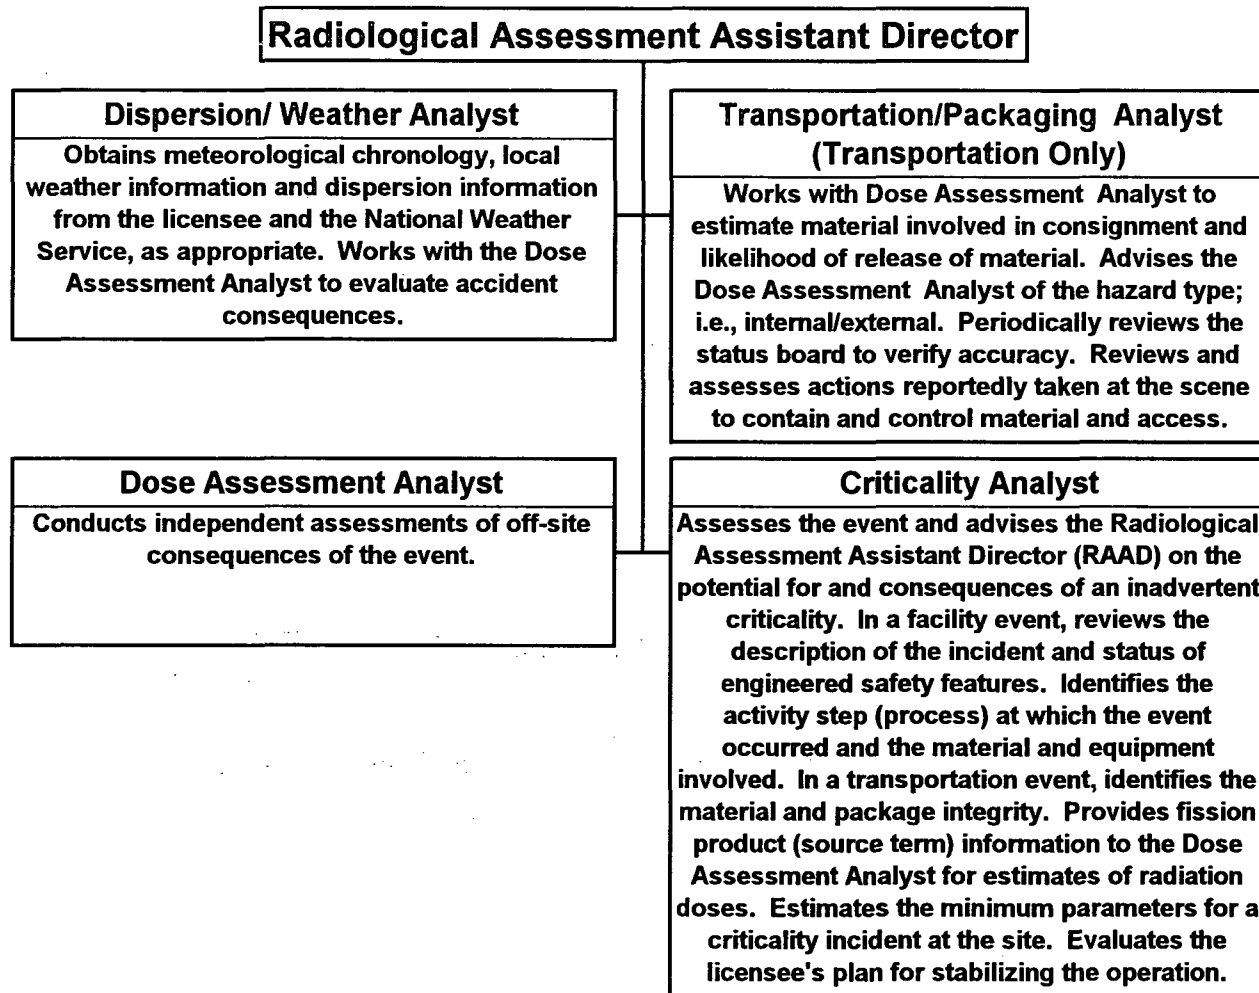 Radiological Assessment Assistant Director
Dispersion/ Weather Analyst
Obtains meteorological chronology, local
weather information and dispersion information
from the licensee and the National Weather
Service, as appropriate. Works with the Dose
Assessment Analyst to evaluate accident
consequences.
Transportation/Packaging Analyst
(Transportation Only)
Works with Dose Assessment Analyst to
estimate material involved in consignment and
likelihood of release of material. Advises the
Dose Assessment Analyst of the hazard type;
i.e., internal/external. Periodically reviews the
status board to verify accuracy. Reviews and
assesses actions reportedly taken at the scene
to contain and control material and access.
Dose Assessment Analyst
Conducts independent assessments of off-site
consequences of the event.
Criticality Analyst
Assesses the event and advises the Radiological
Assessment Assistant Director (RAAD) on the
potential for and consequences of an inadvertent
criticality. In a facility event, reviews the
description of the incident and status of
engineered safety features. Identifies the
activity step (process) at which the event
occurred and the material and equipment
involved. In a transportation event, identifies the
material and package integrity. Provides fission
product (source term) information to the Dose
Assessment Analyst for estimates of radiation
doses. Estimates the minimum parameters for a
criticality incident at the site. Evaluates the
licensee's plan for stabilizing the operation.